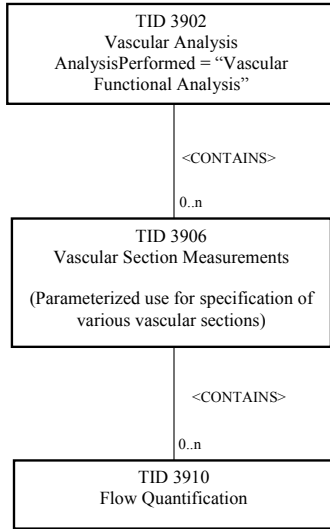 TID 3902
Vascular Analysis
AnalysisPerformed = “Vascular
Functional Analysis”
<CONTAINS>
0..n
TID 3906
Vascular Section Measurements
(Parameterized use for specification of
various vascular sections)
<CONTAINS>
0..n
TID 3910
Flow Quantification